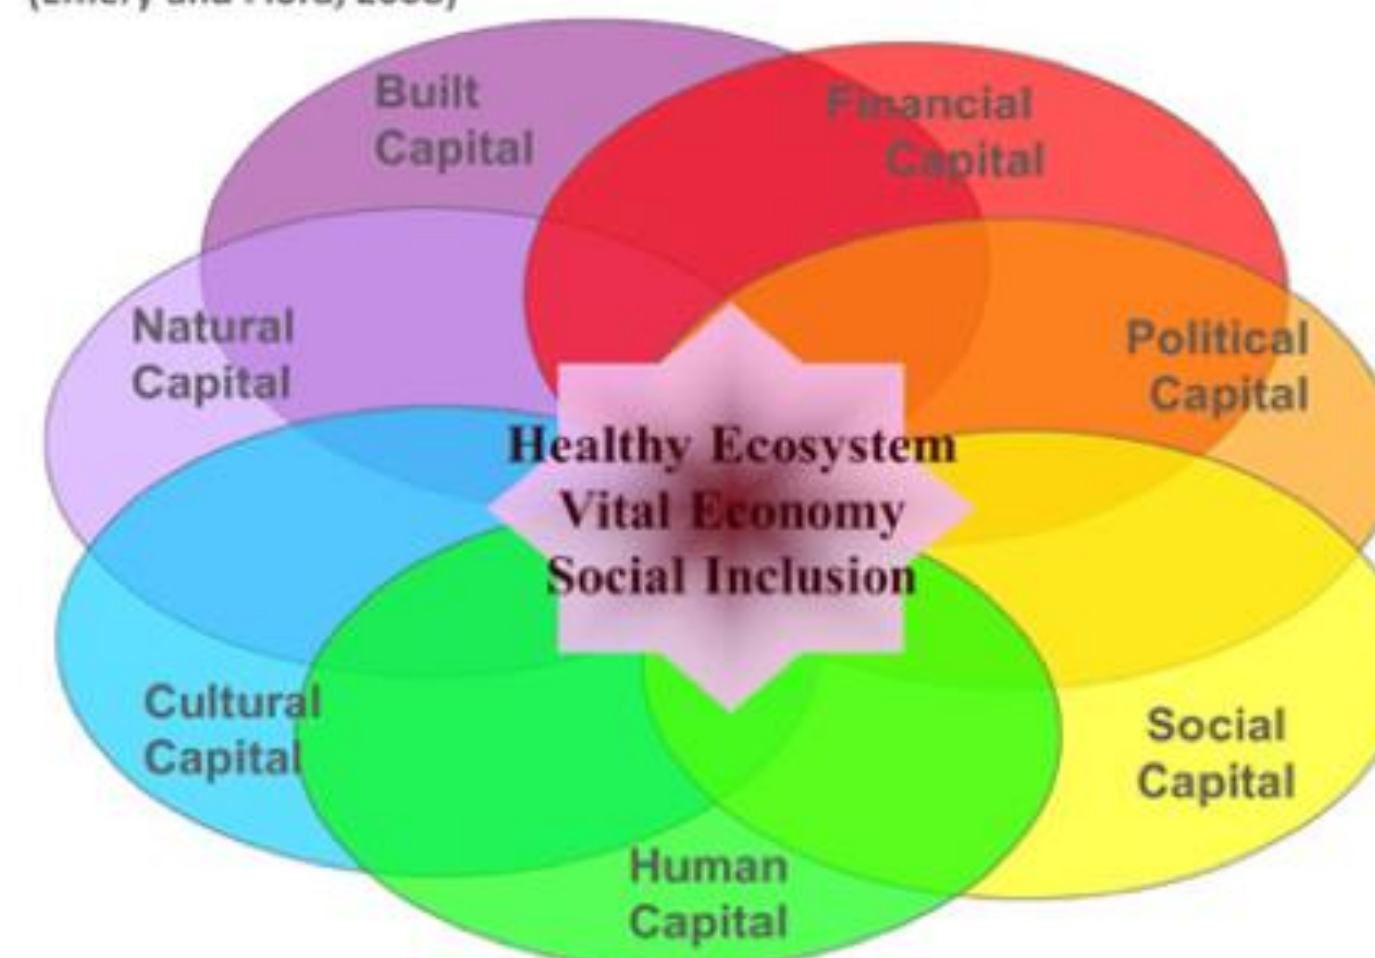 Built
Capital
Financial
Capital
Natural
Capital
Political
Capital
Healthy Ecosystem
Vital Economy
Social Inclusion
Cultural
Capital
Social
Capital
Human
Capital